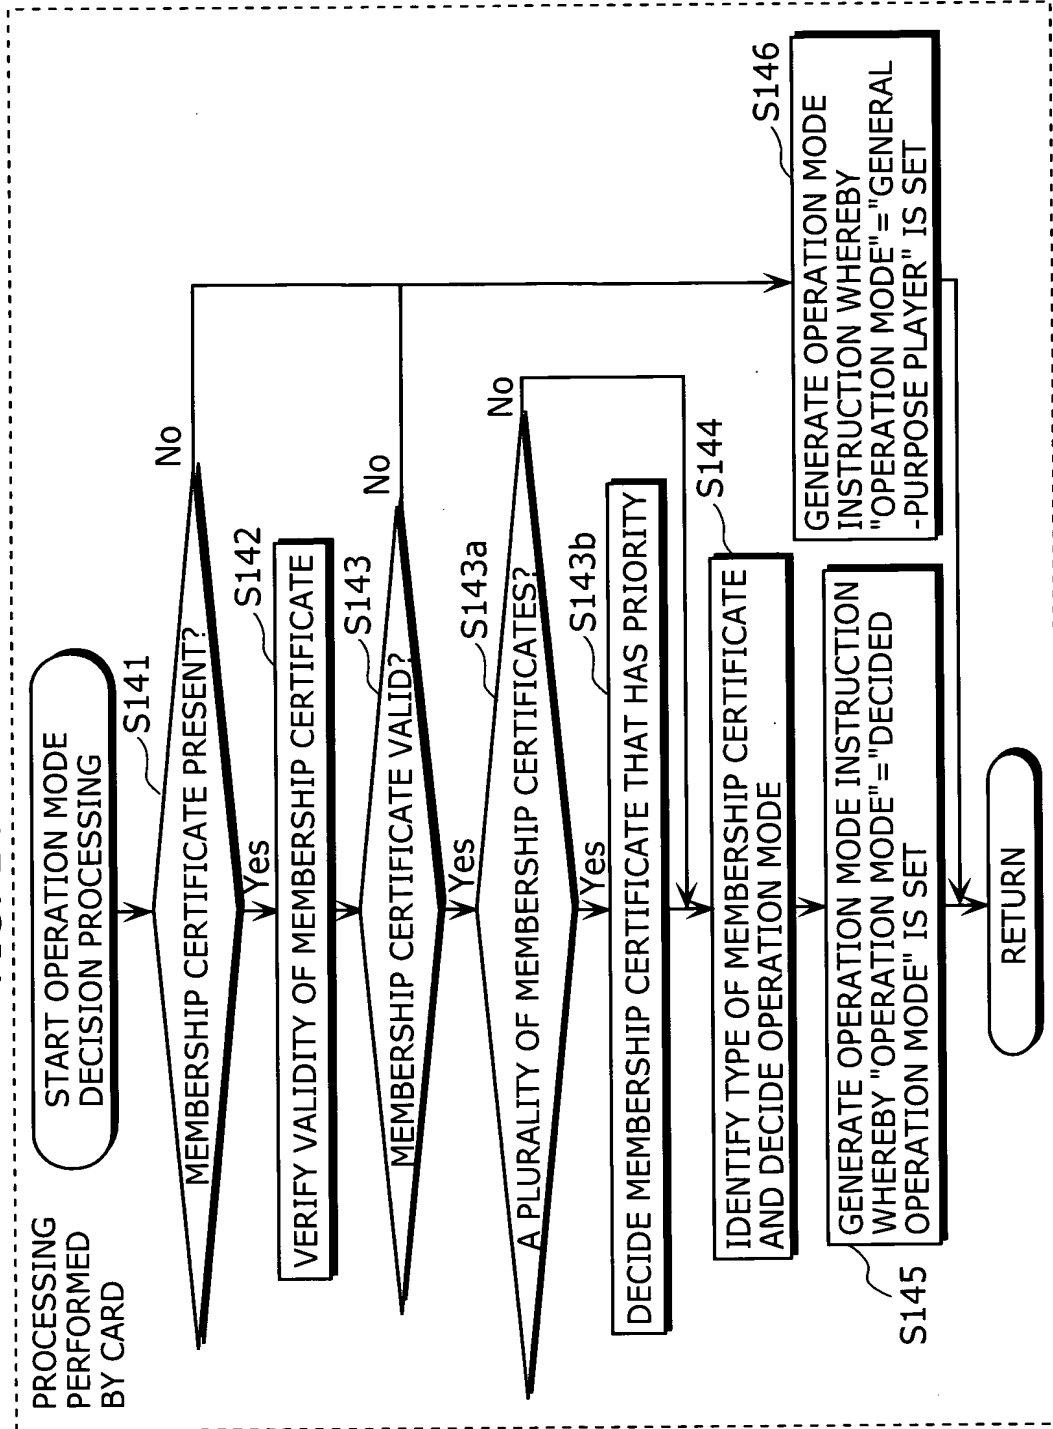 PROCESSING
PERFORMED
BY CARD
START OPERATION MODE
DECISION PROCESSING
S141
MEMBERSHIP CERTIFICATE PRESENT?
No
Yes
S142
VERIFY VALIDITY OF MEMBERSHIP CERTIFICATE
S143
MEMBERSHIP CERTIFICATE VALID?
No
Yes
S143a
A PLURALITY OF MEMBERSHIP CERTIFICATES?
No
Yes
S143b
DECIDE MEMBERSHIP CERTIFICATE THAT HAS PRIORITY
S144
IDENTIFY TYPE OF MEMBERSHIP CERTIFICATE
AND DECIDE OPERATION MODE
S145
GENERATE OPERATION MODE INSTRUCTION
WHEREBY "OPERATION MODE"="DECIDED
OPERATION MODE" IS SET
S146
GENERATE OPERATION MODE
INSTRUCTION WHEREBY
"OPERATION MODE"="GENERAL
-PURPOSE PLAYER" IS SET
RETURN